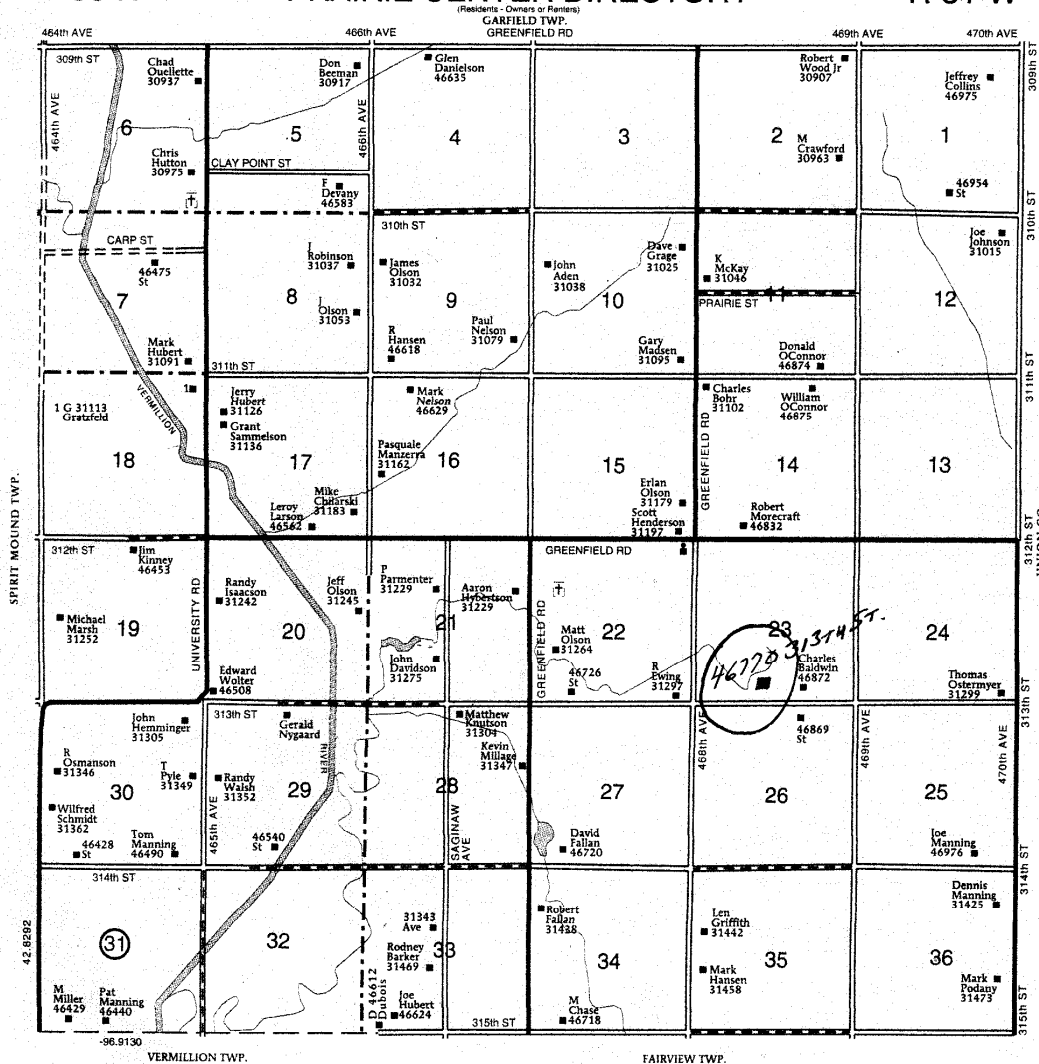 PRAIRIE CENTER DIRECTORY
R 51 W
(Residents - Owners or Renters)
GARFIELD TWP.
464th AVE
466th AVE
GREENFIELD RD
469th AVE
470th AVE
309th ST
309th ST
464th AVE
Chad
Ouellette
30937
6
Chris
Hutton
30975
Don
Beeman
30917
5
466th AVE
CLAY POINT ST
F
Devany
46583
Glen
Danielson
46635
4
3
Robert
Wood Jr
30907
2
M
Crawford
30963
Jeffrey
Collins
46975
1
46954
St
310th ST
CARP ST
46475
St
7
Mark
Hubert
31091
J
Robinson
31037
8
J
Olson
31053
310th ST
James
Olson
31032
9
R
Hansen
46618
Paul
Nelson
31079
John
Aden
31038
Dave
Grage
31025
10
Gary
Madsen
31095
K
McKay
31046
11
PRAIRIE ST
Donald
OConnor
46874
Joe
Johnson
31015
12
311th ST
311th ST
1
1 G 31113
Gratzfeld
VERMILLION
18
Jerry
Hubert
31126
Grant
Sammelson
31136
17
Mike
Chilarski
31183
Leroy
Larson
46562
Mark
Nelson
46629
Pasquale
Manzerra
31162
16
15
Erlan
Olson
31179
Scott
Henderson
31197
GREENFIELD RD
Charles
Bohr
31102
William
OConnor
46875
14
Robert
Morecraft
46832
13
SPIRIT MOUND TWP.
UNION CO.
312th ST
312th ST
Jim
Kinney
46453
Michael
Marsh
31252
19
UNIVERSITY RD
Randy
Isaacson
31242
20
Jeff
Olson
31245
Edward
Wolter
46508
P
Parmenter
31229
Aaron
Hybertson
31229
21
John
Davidson
31275
GREENFIELD RD
GREENFIELD RD
22
Matt
Olson
31264
46726
St
R
Ewing
31297
23
46770 313TH ST.
Charles
Baldwin
46872
24
Thomas
Ostermyer
31299
313th ST
John
Hemminger
31305
R
Osmanson
31346
T
Pyle
31349
30
Wilfred
Schmidt
31362
46428
St
Tom
Manning
46490
313th ST
Gerald
Nygaard
RIVER
Randy
Walsh
31352
29
465th AVE
46540
St
Matthew
Knutson
31304
Kevin
Millage
31347
28
SAGINAW
AVE
27
David
Fallan
46720
468th AVE
46869
St
26
469th AVE
470th AVE
25
Joe
Manning
46976
314th ST
314th ST
42.8292
31
M
Miller
46429
Pat
Manning
46440
32
31343
Ave
33
Rodney
Barker
31469
D 46612
Dubois
Joe
Hubert
46624
Robert
Fallan
31438
34
M
Chase
46718
315th ST
Len
Griffith
31442
35
Mark
Hansen
31458
Dennis
Manning
31425
36
Mark
Podany
31473
315th ST
-96.9130
VERMILLION TWP.
FAIRVIEW TWP.